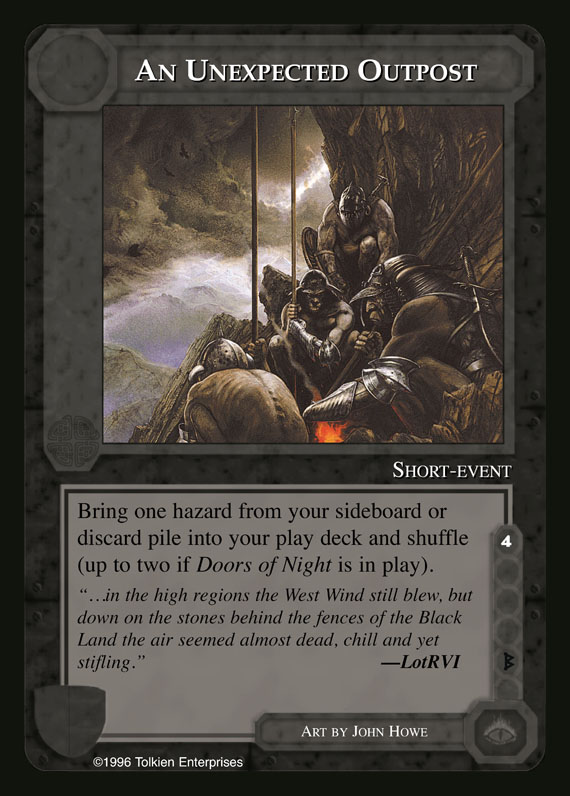 An Unexpected Outpost
Short-event
Bring one hazard from your sideboard or
discard pile into your play deck and shuffle
(up to two if Doors of Night is in play).
4
“…in the high regions the West Wind still blew, but
down on the stones behind the fences of the Black
Land the air seemed almost dead, chill and yet
stifling.” —LotRVI
Art by John Howe
©1996 Tolkien Enterprises